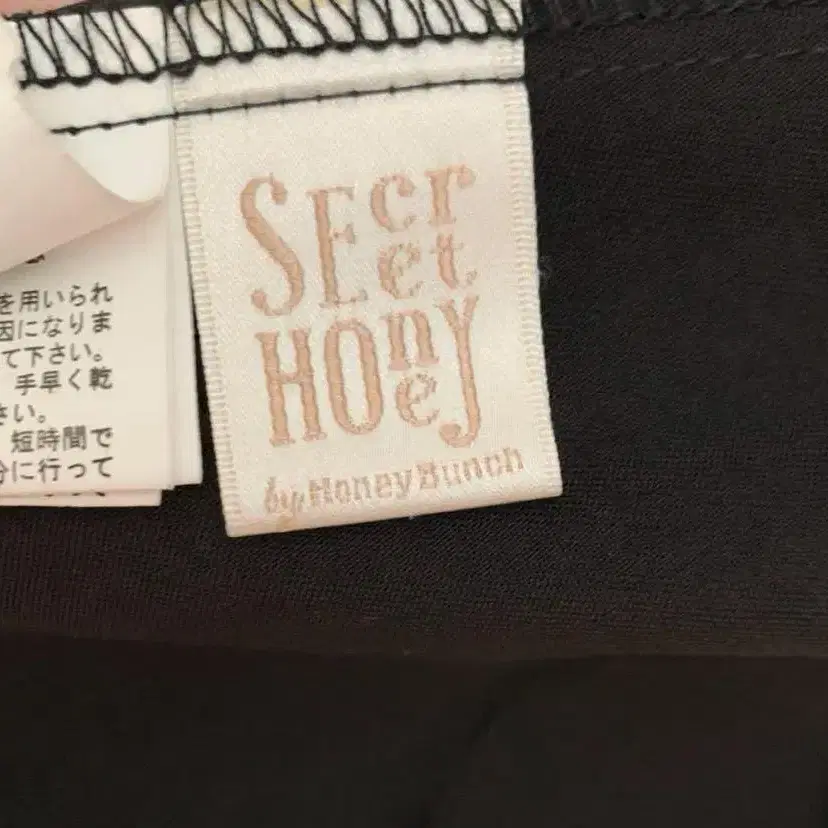 SEcret
HOney
by Honey Bunch
を用いられ
因になりま
て下さい。
手早く乾
さい。
短時間で
分に行って